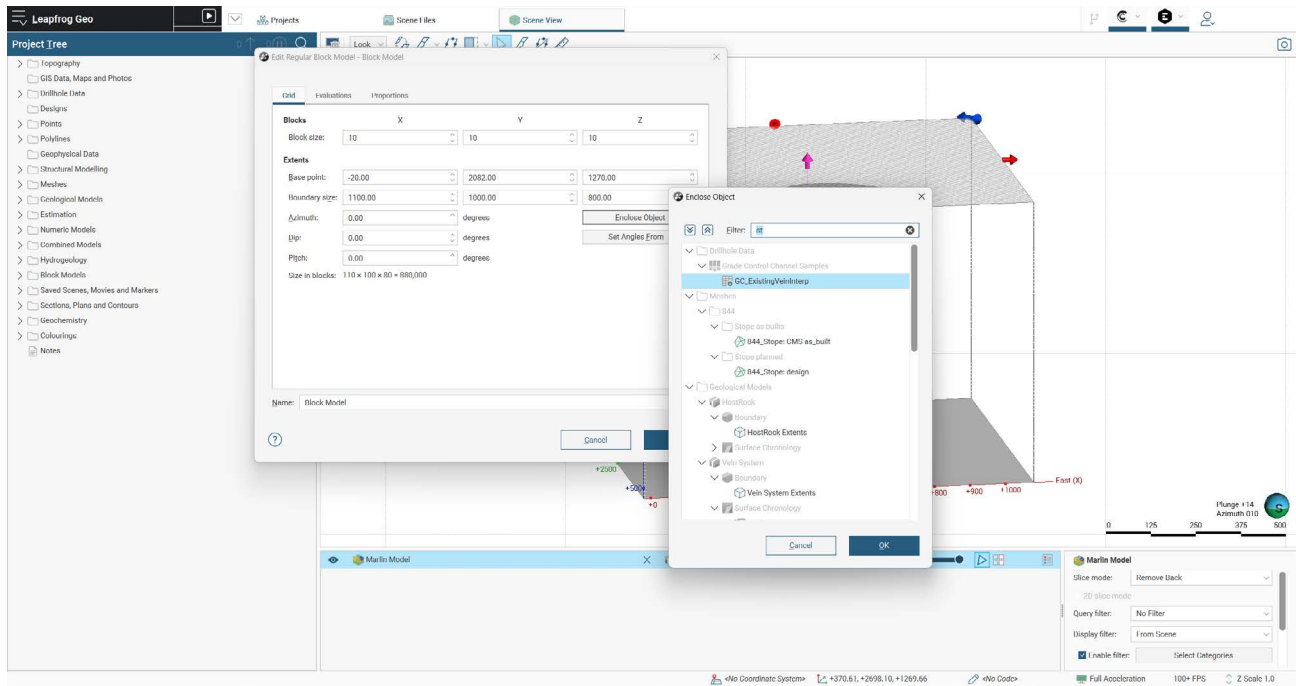 Leapfrog Geo
Projects
Scene Files
Scene View
Project Tree
Look
Topography
GIS Data, Maps and Photos
Drillhole Data
Designs
Points
Polylines
Geophysical Data
Structural Modelling
Meshes
Geological Models
Estimation
Numeric Models
Combined Models
Hydrogeology
Block Models
Saved Scenes, Movies and Markers
Sections, Plans and Contours
Geochemistry
Colourings
Notes
Edit Regular Block Model - Block Model
Grid Evaluations Proportions
Blocks X Y Z
Block size: 10 10 10
Extents
Base point: -20.00 2082.00 1270.00
Boundary size: 1100.00 1000.00 800.00
Azimuth: 0.00 degrees Enclose Object
Dip: 0.00 degrees Set Angles From
Pitch: 0.00 degrees
Size in blocks: 110 × 100 × 80 = 880,000
Name: Block Model
Cancel
Enclose Object
Filter: st
Drillhole Data
Grade Control Channel Samples
GC_ExistingVeinInterp
Meshes
844
Stope as builts
844_Stope: CMS as_built
Stope planned
844_Stope: design
Geological Models
HostRock
Boundary
HostRock Extents
Surface Chronology
Vein System
Boundary
Vein System Extents
Surface Chronology
Cancel OK
+2500
+500
+0
+800 +900 +1000 East (X)
Plunge +14
Azimuth 010
0 125 250 375 500
Marlin Model
Marlin Model
Slice mode: Remove Back
2D slice mode
Query filter: No Filter
Display filter: From Scene
Enable filter: Select Categories
<No Coordinate System> +370.61, +2698.10, +1269.66 <No Code> Full Acceleration 100+ FPS Z Scale 1.0